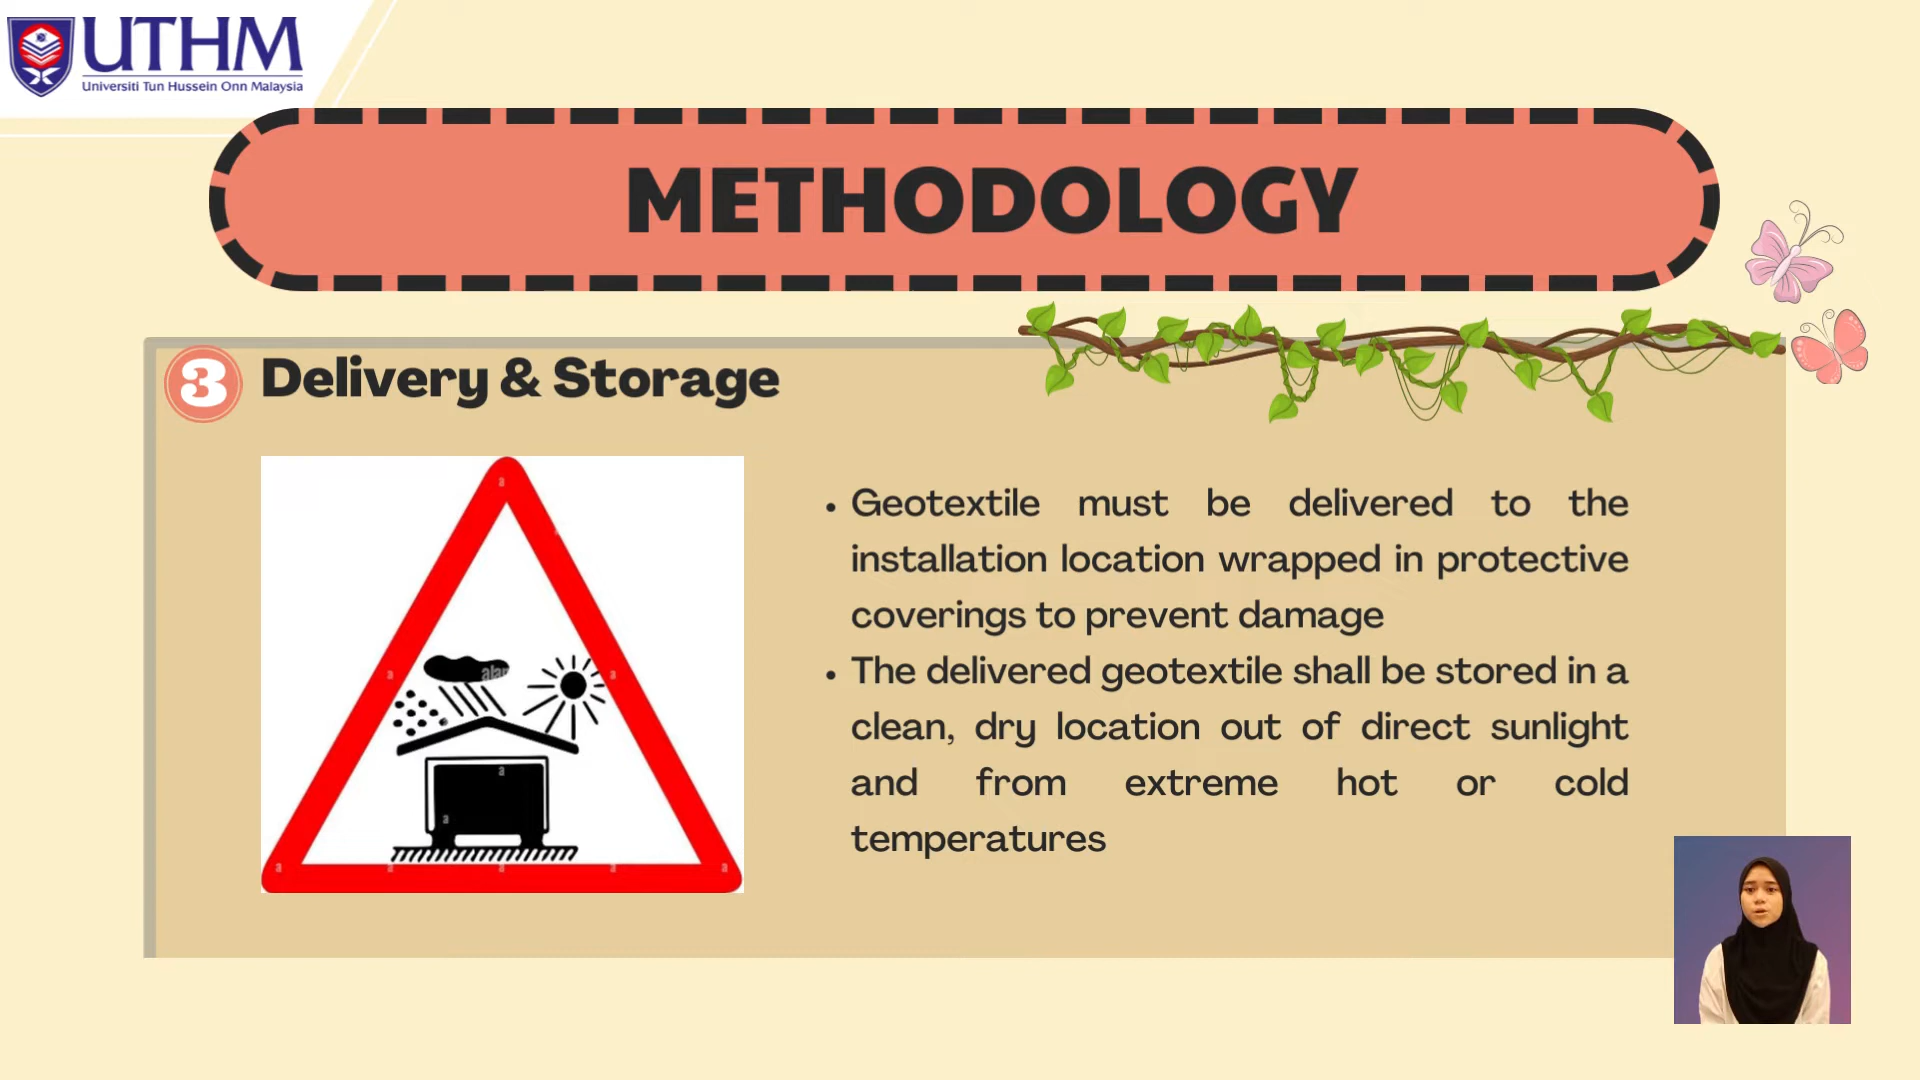 UTHM
Universiti Tun Hussein Onn Malaysia
METHODOLOGY
3 Delivery & Storage
• Geotextile must be delivered to the
installation location wrapped in protective
coverings to prevent damage
• The delivered geotextile shall be stored in a
clean, dry location out of direct sunlight
and from extreme hot or cold
temperatures